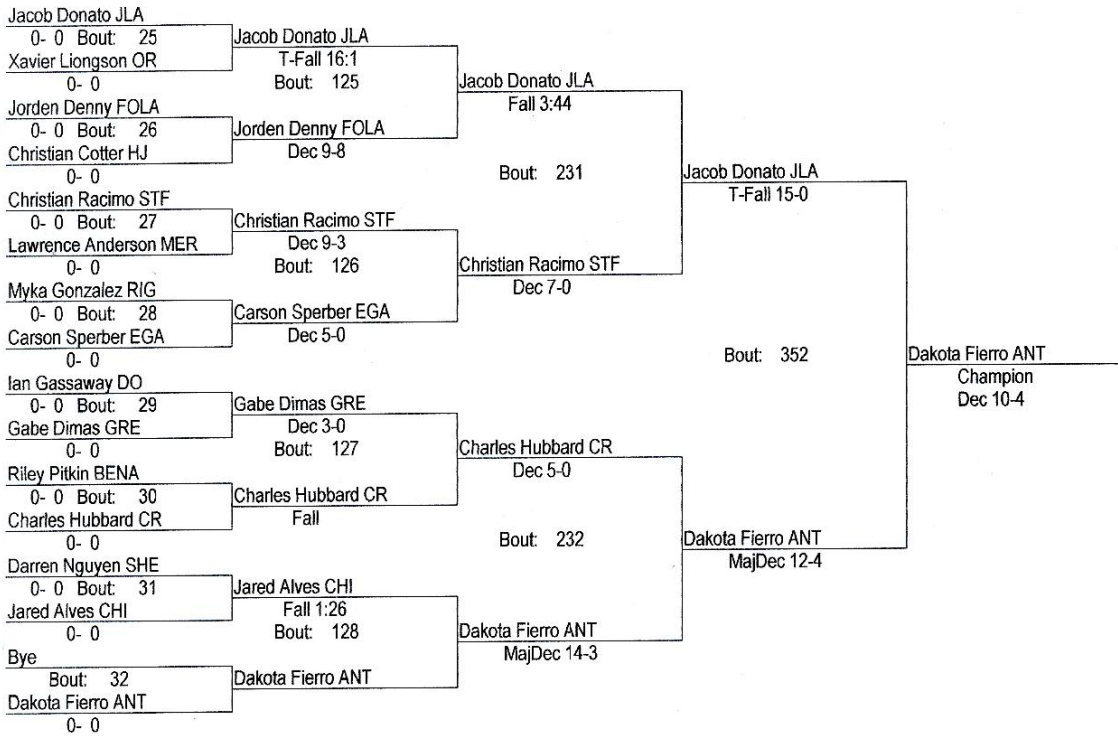 Jacob Donato JLA
0- 0 Bout: 25
Xavier Liongson OR
0- 0
Jorden Denny FOLA
0- 0 Bout: 26
Christian Cotter HJ
0- 0
Christian Racimo STF
0- 0 Bout: 27
Lawrence Anderson MER
0- 0
Myka Gonzalez RIG
0- 0 Bout: 28
Carson Sperber EGA
0- 0
Ian Gassaway DO
0- 0 Bout: 29
Gabe Dimas GRE
0- 0
Riley Pitkin BENA
0- 0 Bout: 30
Charles Hubbard CR
0- 0
Darren Nguyen SHE
0- 0 Bout: 31
Jared Alves CHI
0- 0
Bye
Bout: 32
Dakota Fierro ANT
0- 0
Jacob Donato JLA
T-Fall 16:1
Bout: 125
Jorden Denny FOLA
Dec 9-8
Christian Racimo STF
Dec 9-3
Bout: 126
Carson Sperber EGA
Dec 5-0
Gabe Dimas GRE
Dec 3-0
Bout: 127
Charles Hubbard CR
Fall
Jared Alves CHI
Fall 1:26
Bout: 128
Dakota Fierro ANT
Jacob Donato JLA
Fall 3:44
Bout: 231
Christian Racimo STF
Dec 7-0
Charles Hubbard CR
Dec 5-0
Bout: 232
Dakota Fierro ANT
MajDec 14-3
Jacob Donato JLA
T-Fall 15-0
Bout: 352
Dakota Fierro ANT
MajDec 12-4
Dakota Fierro ANT
Champion
Dec 10-4